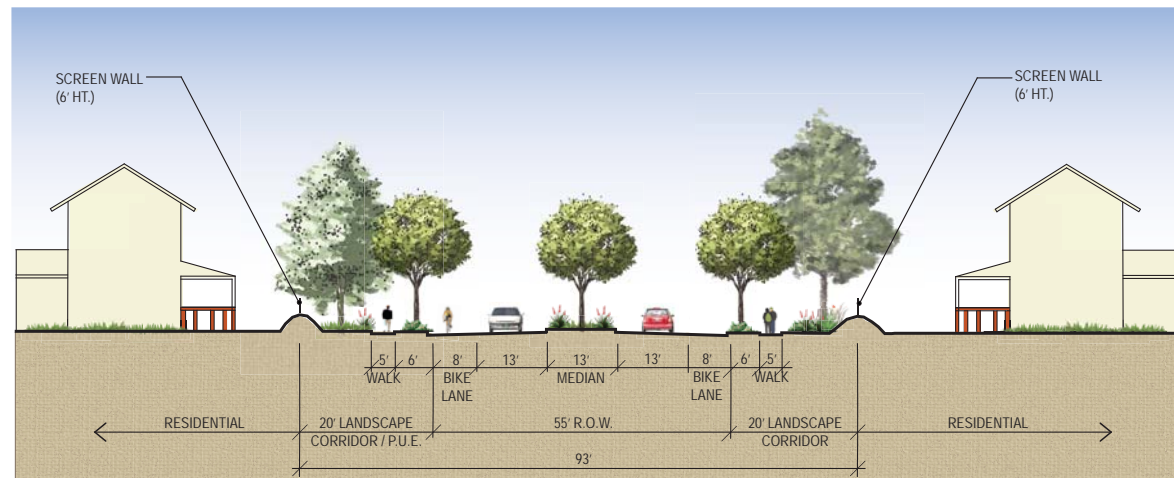 SCREEN WALL
(6' HT.)
SCREEN WALL
(6' HT.)
5' 6' 8' 13' 13' 13' 8' 6' 5'
WALK BIKE MEDIAN BIKE WALK
LANE LANE
RESIDENTIAL 20' LANDSCAPE 55' R.O.W. 20' LANDSCAPE RESIDENTIAL
CORRIDOR / P.U.E. CORRIDOR
93'